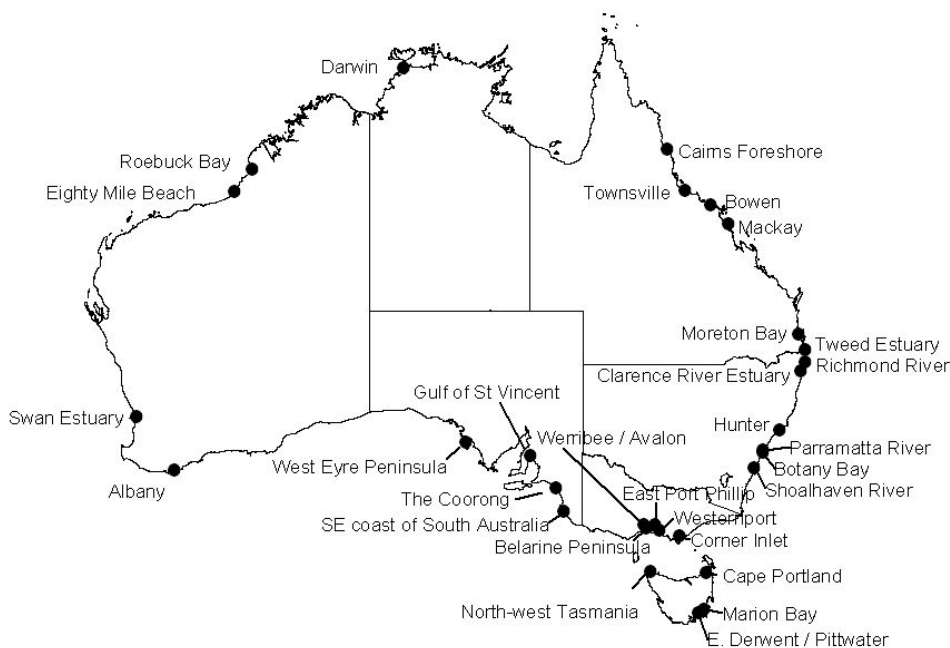 Darwin
Roebuck Bay
Cairns Foreshore
Eighty Mile Beach
Townsville
Bowen
Mackay
Moreton Bay
Tweed Estuary
Richmond River
Clarence River Estuary
Gulf of St Vincent
Swan Estuary
Hunter
Werribee / Avalon
Parramatta River
West Eyre Peninsula
Botany Bay
Albany
Shoalhaven River
The Coorong
East Port Phillip
SE coast of South Australia
Westernport
Belarine Peninsula
Corner Inlet
Cape Portland
North-west Tasmania
Marion Bay
E. Derwent / Pittwater